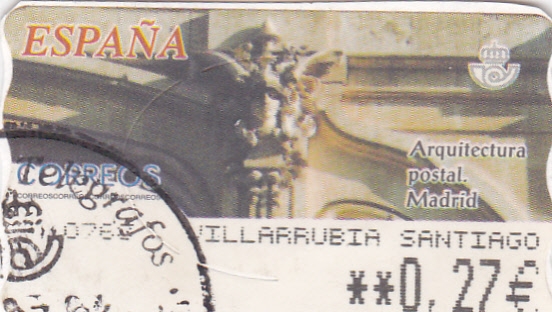 ESPAÑA
Arquitectura
postal.
Madrid
CORREOS
Telégrafos
VILLARRUBIA SANTIAGO
**0,27€